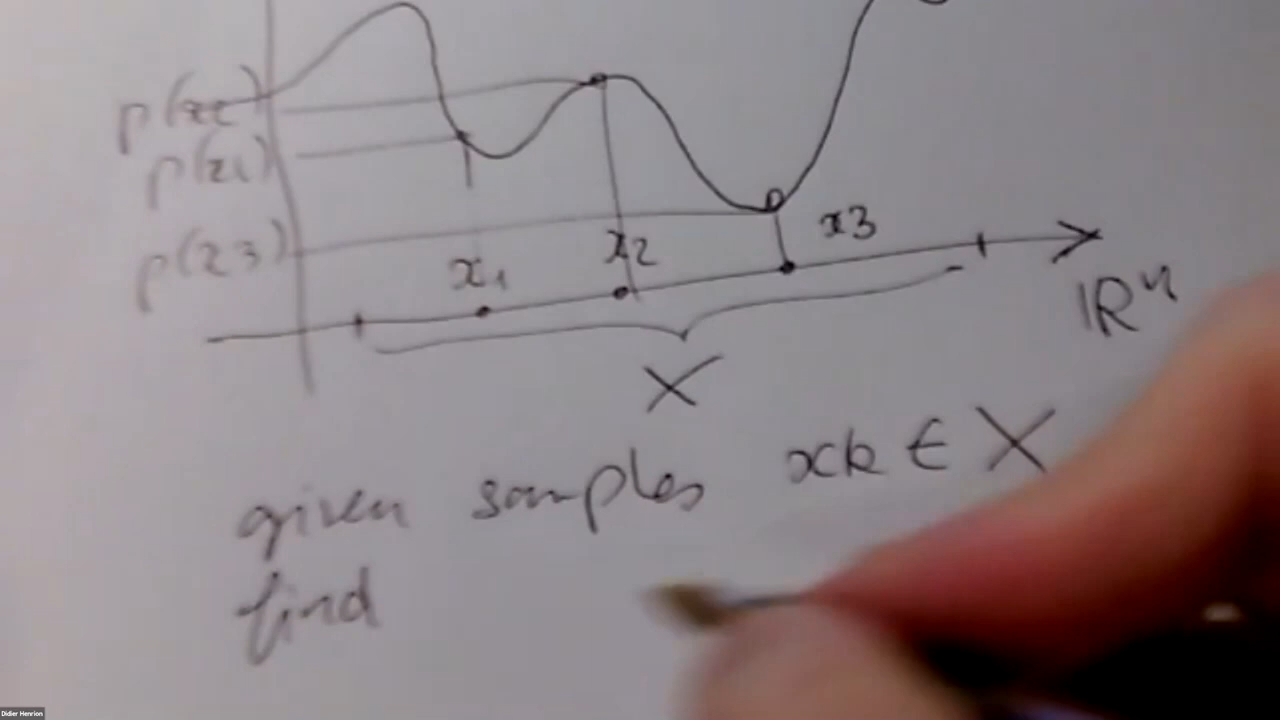 p(x2)
p(x1)
p(x3)
x1
x2
x3
ℝⁿ
X
given samples xk ∈ X
find
Didier Henrion